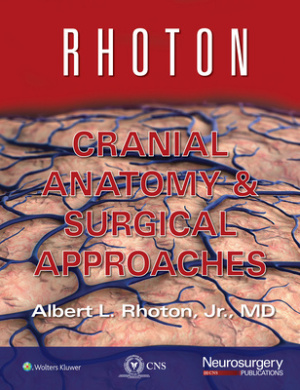 RHOTON
CRANIAL
ANATOMY &
SURGICAL
APPROACHES
Albert L. Rhoton, Jr., MD
Wolters Kluwer
CNS
Neurosurgery
PUBLICATIONS